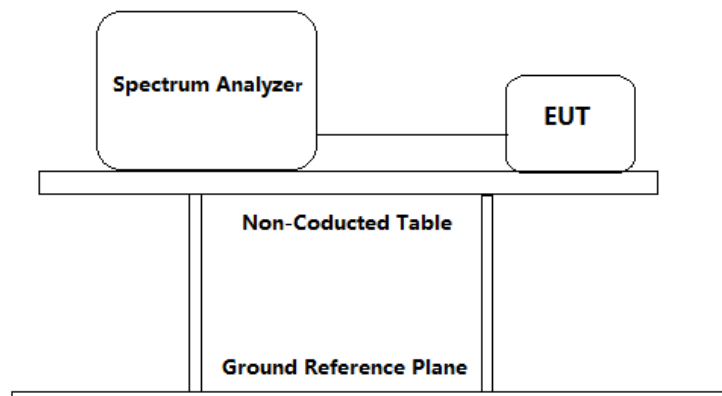 Spectrum Analyzer
EUT
Non-Coducted Table
Ground Reference Plane